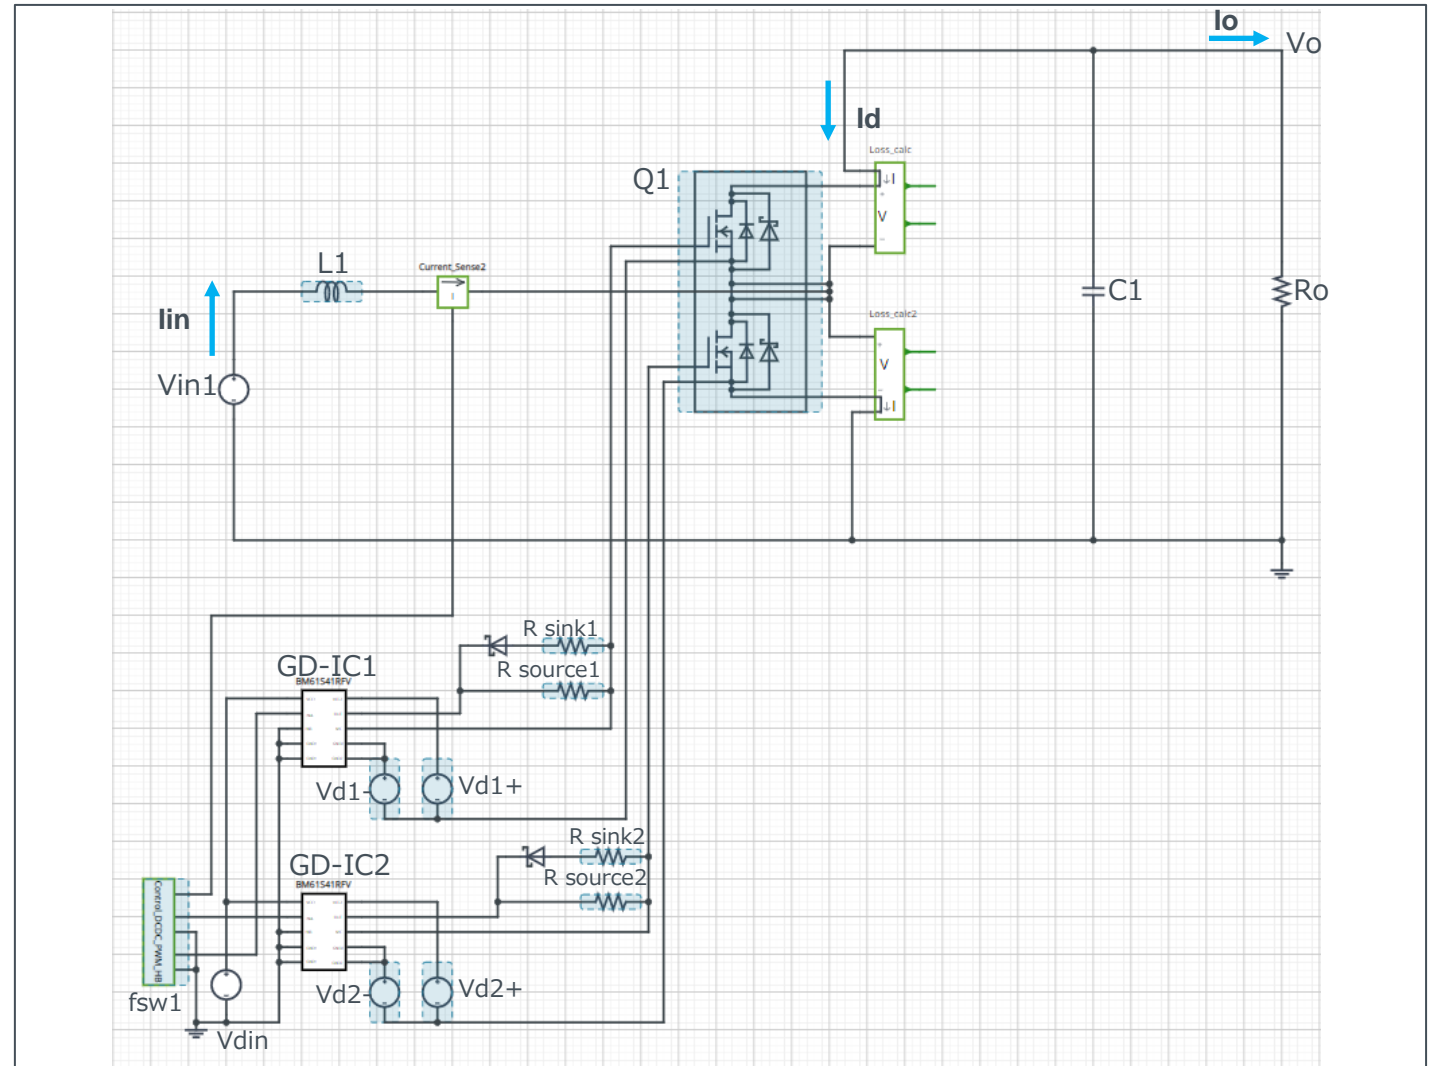 Io
Vo
Id
Loss_calc
I
+
V
-
Q1
L1
Current_Sense2
I
Iin
Vin1
C1
Ro
Loss_calc2
+
V
-
I
R sink1
R source1
GD-IC1
BM61S41RFV
Vd1-
Vd1+
R sink2
R source2
GD-IC2
BM61S41RFV
Control_DCDC_PWM_HB
Vd2-
Vd2+
fsw1
Vdin